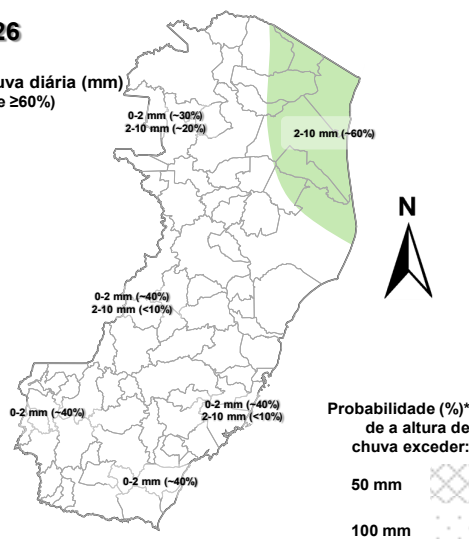 26
uva diária (mm)
e ≥60%)
0-2 mm (~30%)
2-10 mm (~20%)
2-10 mm (~60%)
N
0-2 mm (~40%)
2-10 mm (<10%)
0-2 mm (~40%)
0-2 mm (~40%)
2-10 mm (<10%)
0-2 mm (~40%)
Probabilidade (%)*
de a altura de
chuva exceder:
50 mm
100 mm